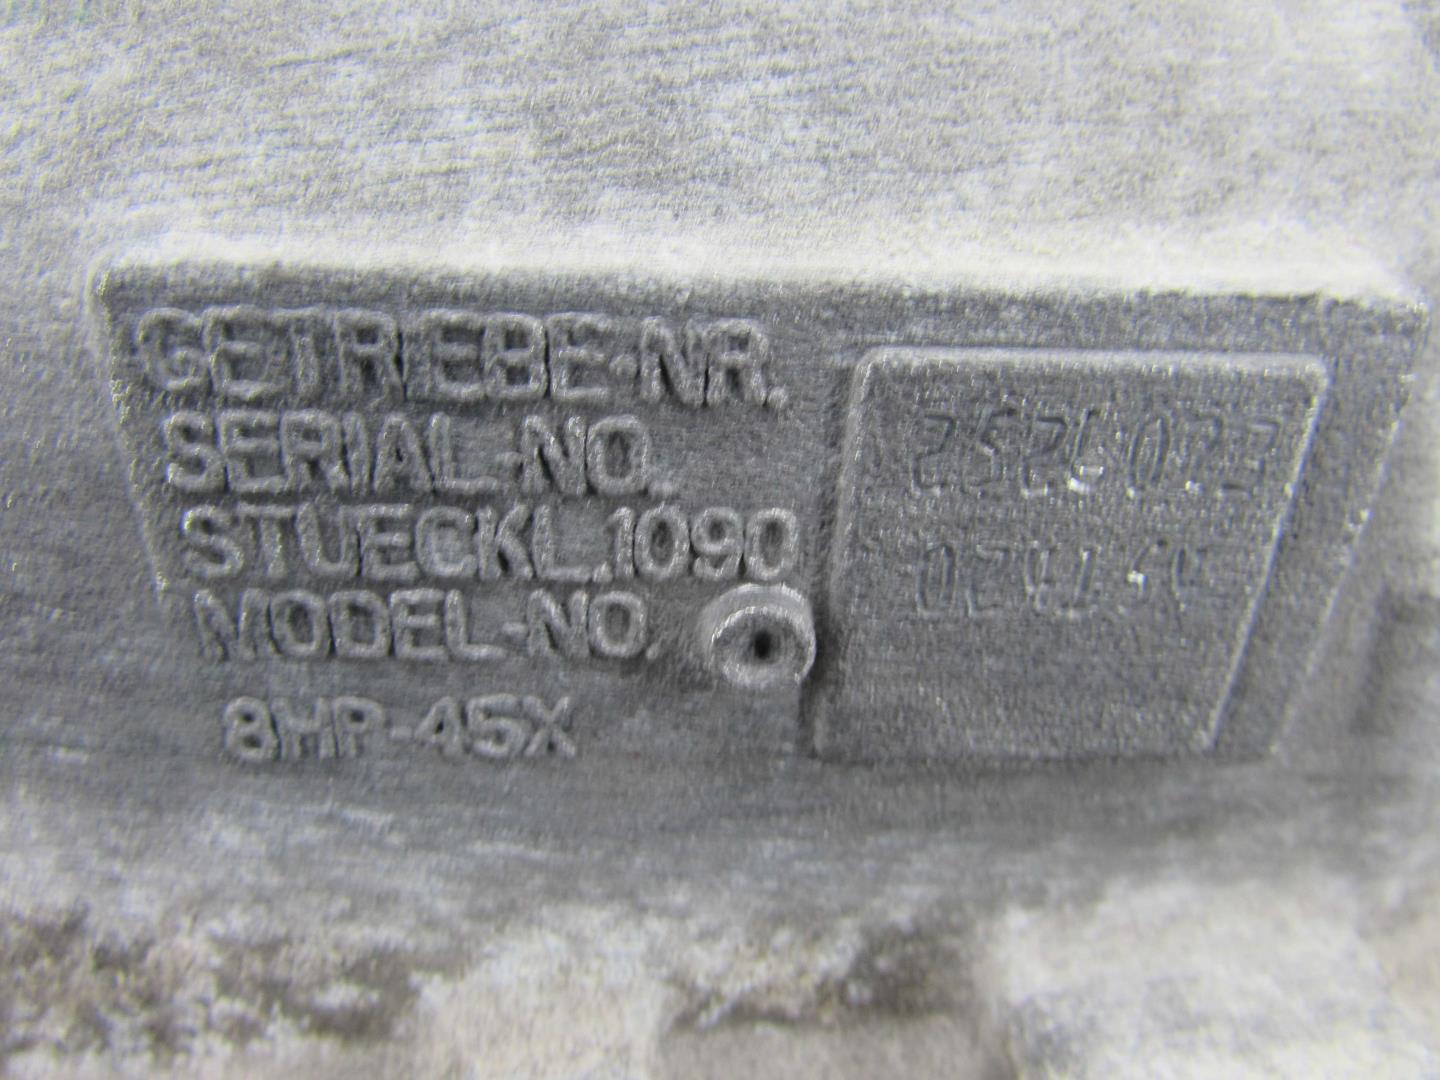 GETRIEBE-NR.
SERIAL-NO.
STUECKL.1090
MODEL-NO.
8HP-45X